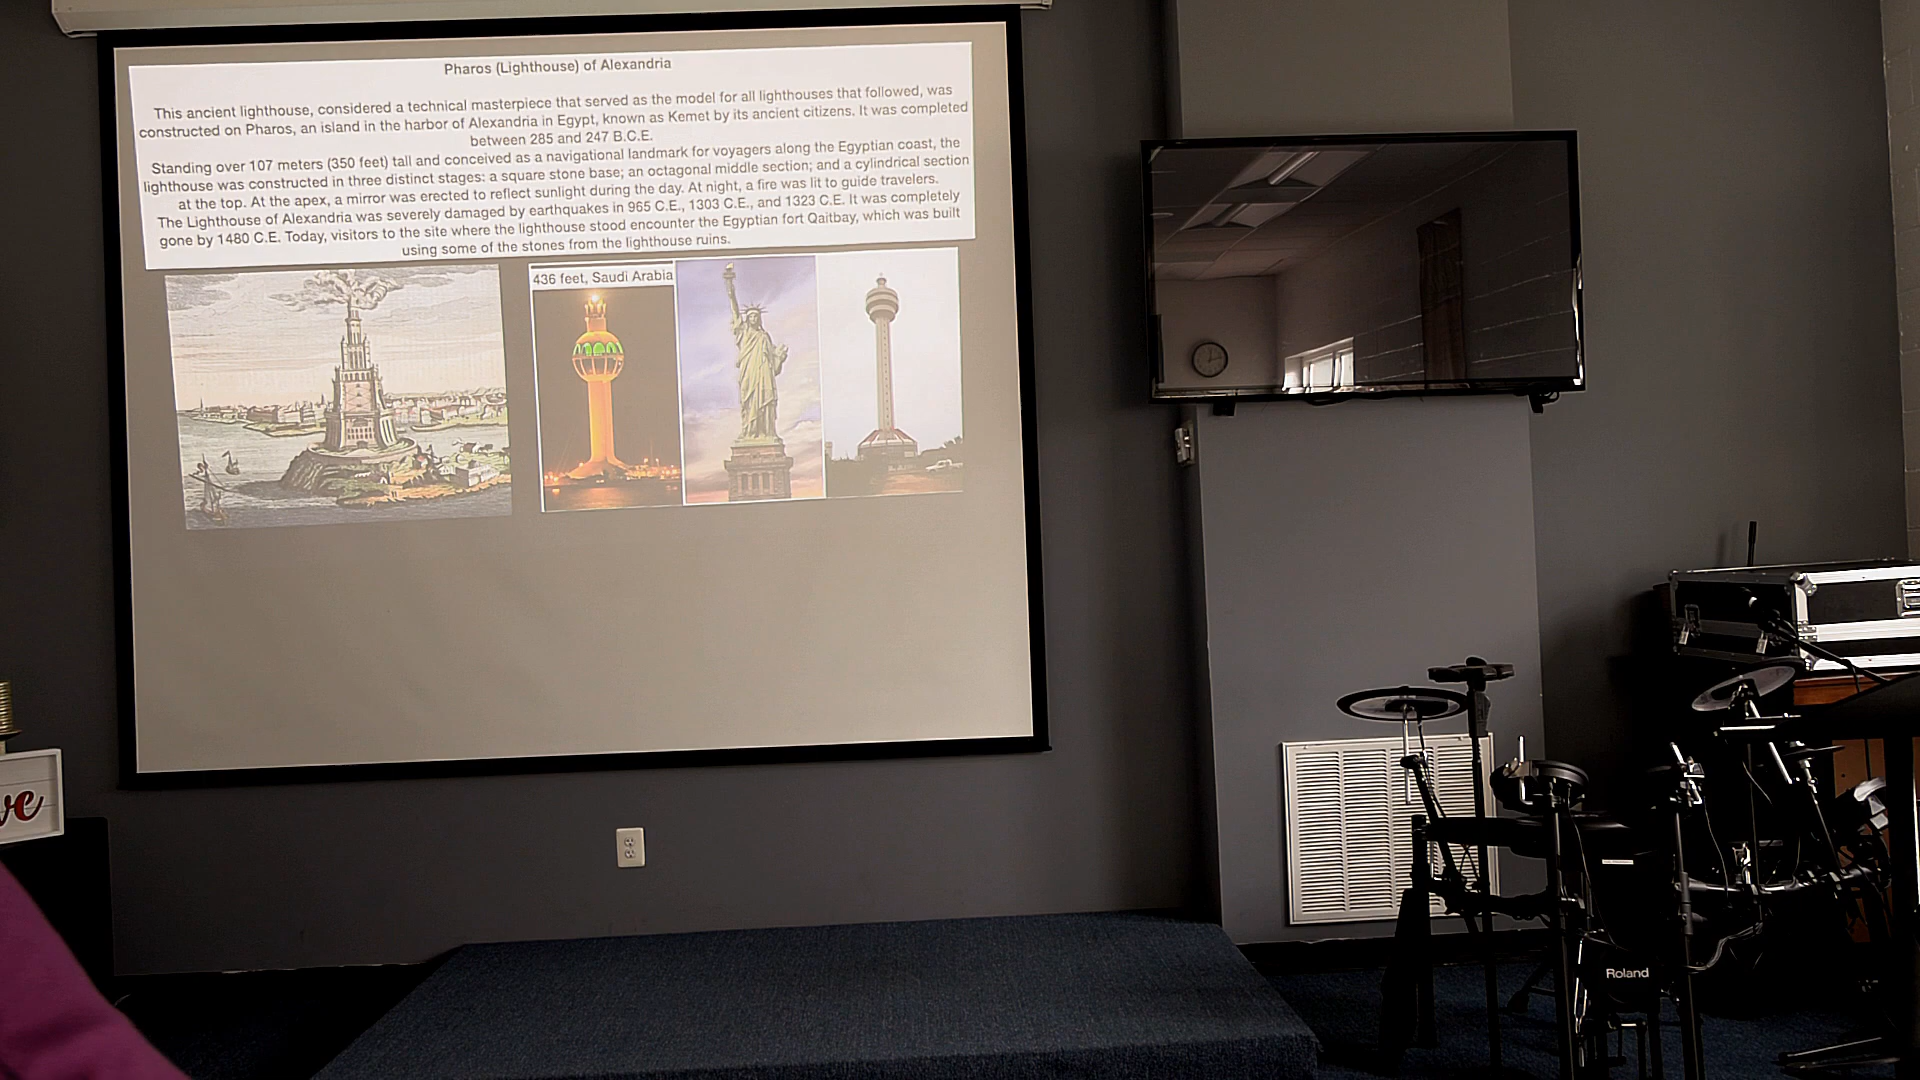 Pharos (Lighthouse) of Alexandria
This ancient lighthouse, considered a technical masterpiece that served as the model for all lighthouses that followed, was
constructed on Pharos, an island in the harbor of Alexandria in Egypt, known as Kemet by its ancient citizens. It was completed
between 285 and 247 B.C.E.
Standing over 107 meters (350 feet) tall and conceived as a navigational landmark for voyagers along the Egyptian coast, the
lighthouse was constructed in three distinct stages: a square stone base; an octagonal middle section; and a cylindrical section
at the top. At the apex, a mirror was erected to reflect sunlight during the day. At night, a fire was lit to guide travelers.
The Lighthouse of Alexandria was severely damaged by earthquakes in 965 C.E., 1303 C.E., and 1323 C.E. It was completely
gone by 1480 C.E. Today, visitors to the site where the lighthouse stood encounter the Egyptian fort Qaitbay, which was built
using some of the stones from the lighthouse ruins.
436 feet, Saudi Arabia
ve
Roland